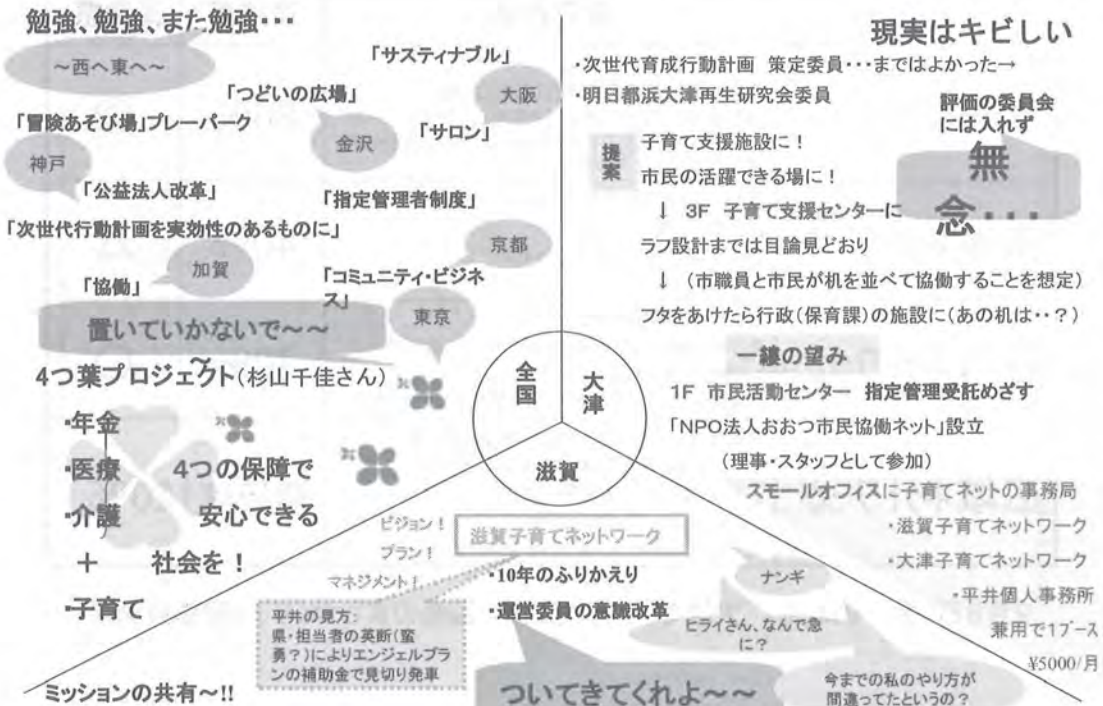 勉強、勉強、また勉強・・・
～西へ東へ～
「サスティナブル」
大阪
「つどいの広場」
「冒険あそび場」プレーパーク
金沢
「サロン」
神戸
「公益法人改革」
「指定管理者制度」
「次世代行動計画を実効性のあるものに」
京都
加賀
「協働」
「コミュニティ・ビジネ
ス」
東京
置いていかないで～～
～
4つ葉プロジェクト(杉山千佳さん)
・年金
・医療 4つの保障で
・介護 安心できる
＋ 社会を！
・子育て
ミッションの共有～!!
現実はキビしい
・次世代育成行動計画 策定委員・・・まではよかった→
・明日都浜大津再生研究会委員
評価の委員会
には入れず
無
念・・・
提案
子育て支援施設に！
市民の活躍できる場に！
↓ 3F 子育て支援センターに
ラフ設計までは目論見どおり
↓ (市職員と市民が机を並べて協働することを想定)
フタをあけたら行政(保育課)の施設に(あの机は・・？)
一縷の望み
1F 市民活動センター 指定管理受託めざす
「NPO法人おおつ市民協働ネット」設立
(理事・スタッフとして参加)
スモールオフィスに子育てネットの事務局
・滋賀子育てネットワーク
・大津子育てネットワーク
・平井個人事務所
兼用で1ブース
¥5000/月
全国
大津
滋賀
ビジョン！
プラン！
マネジメント！
滋賀子育てネットワーク
・10年のふりかえり
・運営委員の意識改革
平井の見方:
県・担当者の英断(蛮
勇？)によりエンジェルプラ
ンの補助金で見切り発車
ナンギ
ヒライさん、なんで急
に？
ついてきてくれよ～～
今までの私のやり方が
間違ってたというの？